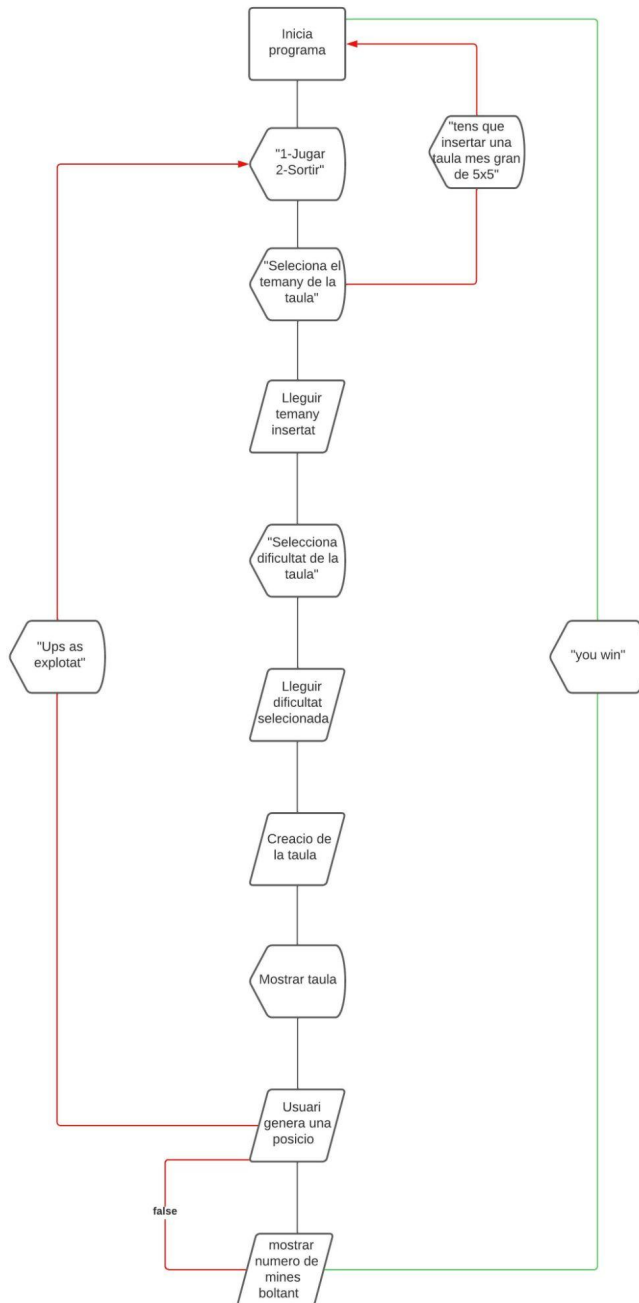 Inicia
programa
"1-Jugar
2-Sortir"
"tens que
insertar una
taula mes gran
de 5x5"
"Seleciona el
temany de la
taula"
Lleguir
temany
insertat
"Selecciona
dificultat de la
taula"
"Ups as
explotat"
"you win"
Lleguir
dificultat
selecionada
Creacio de
la taula
Mostrar taula
Usuari
genera una
posicio
false
mostrar
numero de
mines
boltant